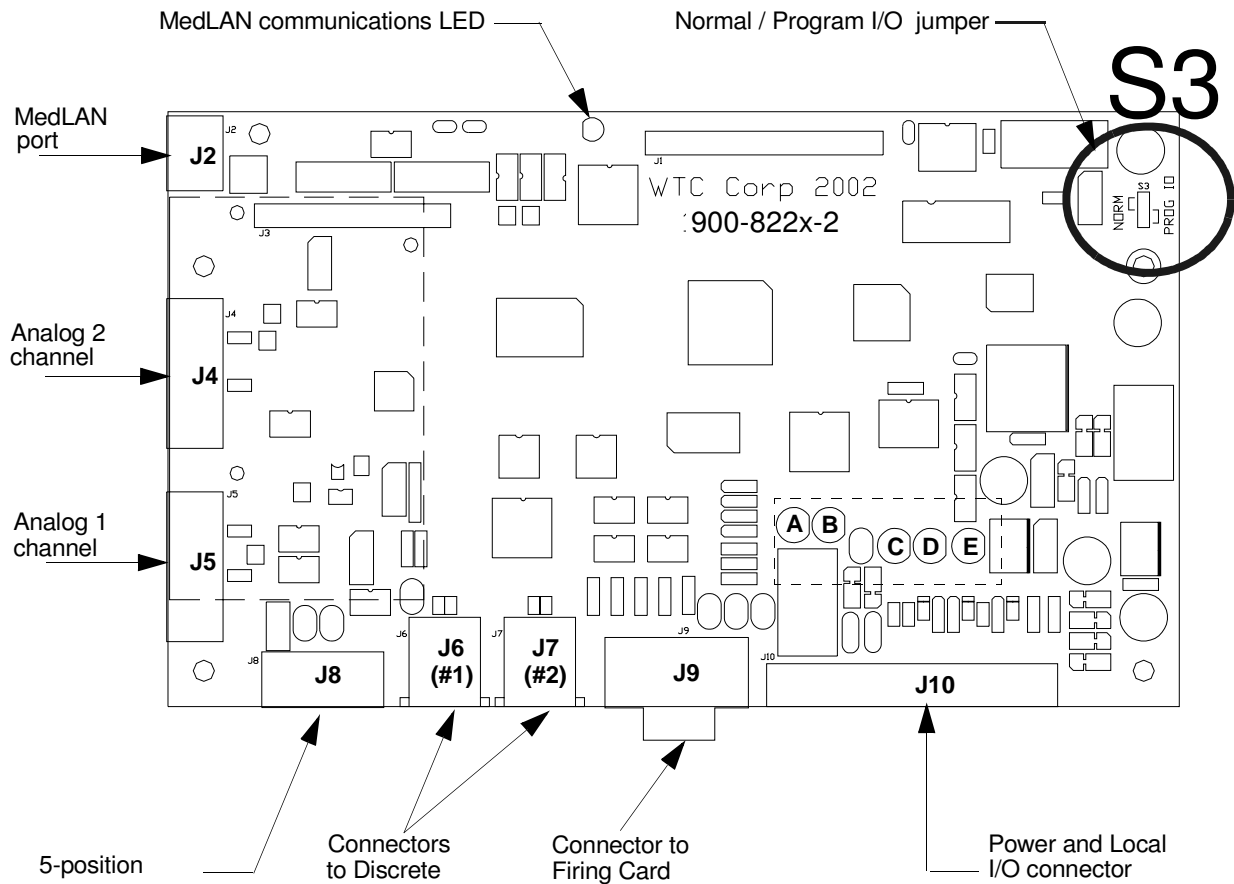 MedLAN communications LED
Normal / Program I/O jumper
S3
MedLAN
port
J2
J2
J1
WTC Corp 2002
900-822x-2
S3
NORM
PROG IO
J3
Analog 2
channel
J4
J4
Analog 1
channel
J5
J5
A
B
C
D
E
J8
J8
J6
J6
(#1)
J7
J7
(#2)
J9
J9
J10
J10
5-position
Connectors
to Discrete
Connector to
Firing Card
Power and Local
I/O connector